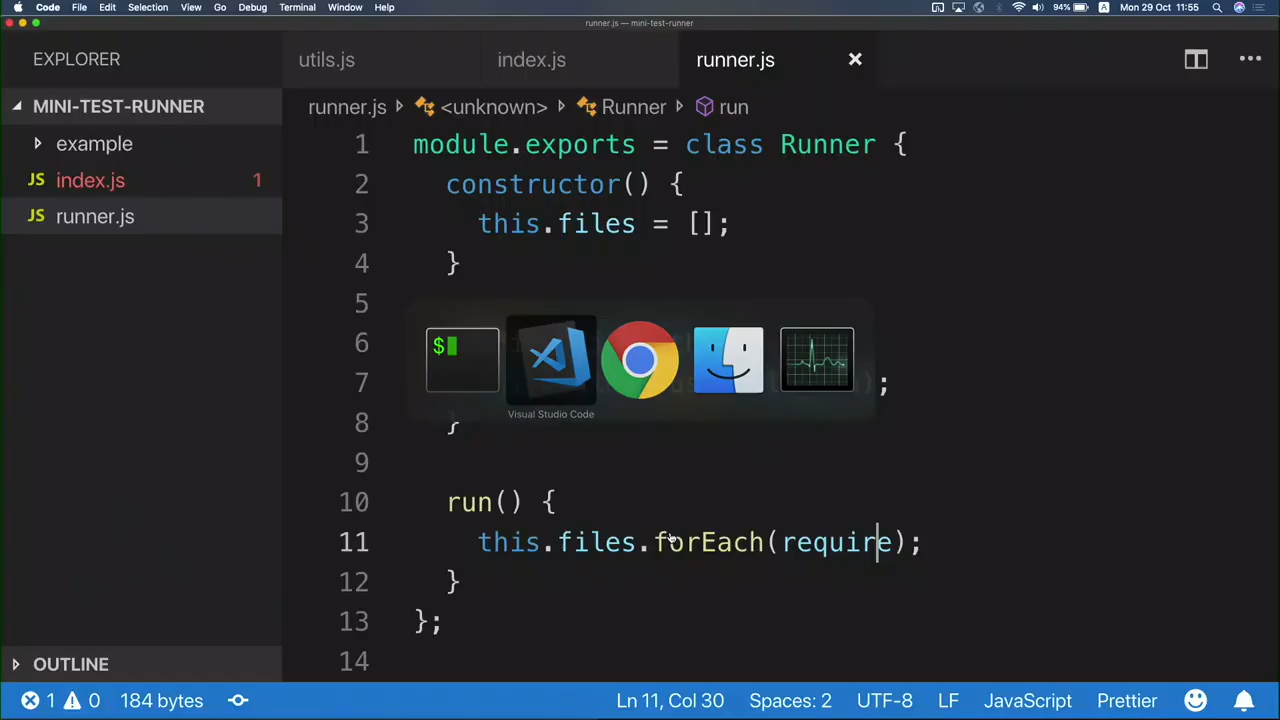 Code File Edit Selection View Go Debug Terminal Window Help 94% A Mon 29 Oct 11:55
runner.js — mini-test-runner
EXPLORER
utils.js index.js runner.js
MINI-TEST-RUNNER
example
JS index.js 1
JS runner.js
runner.js <unknown> Runner run
1 module.exports = class Runner {
2 constructor() {
3 this.files = [];
4 }
5
6
7 );
8 }
9
10 run() {
11 this.files.forEach(require);
12 }
13 };
14
$
Visual Studio Code
OUTLINE
1 0 184 bytes Ln 11, Col 30 Spaces: 2 UTF-8 LF JavaScript Prettier